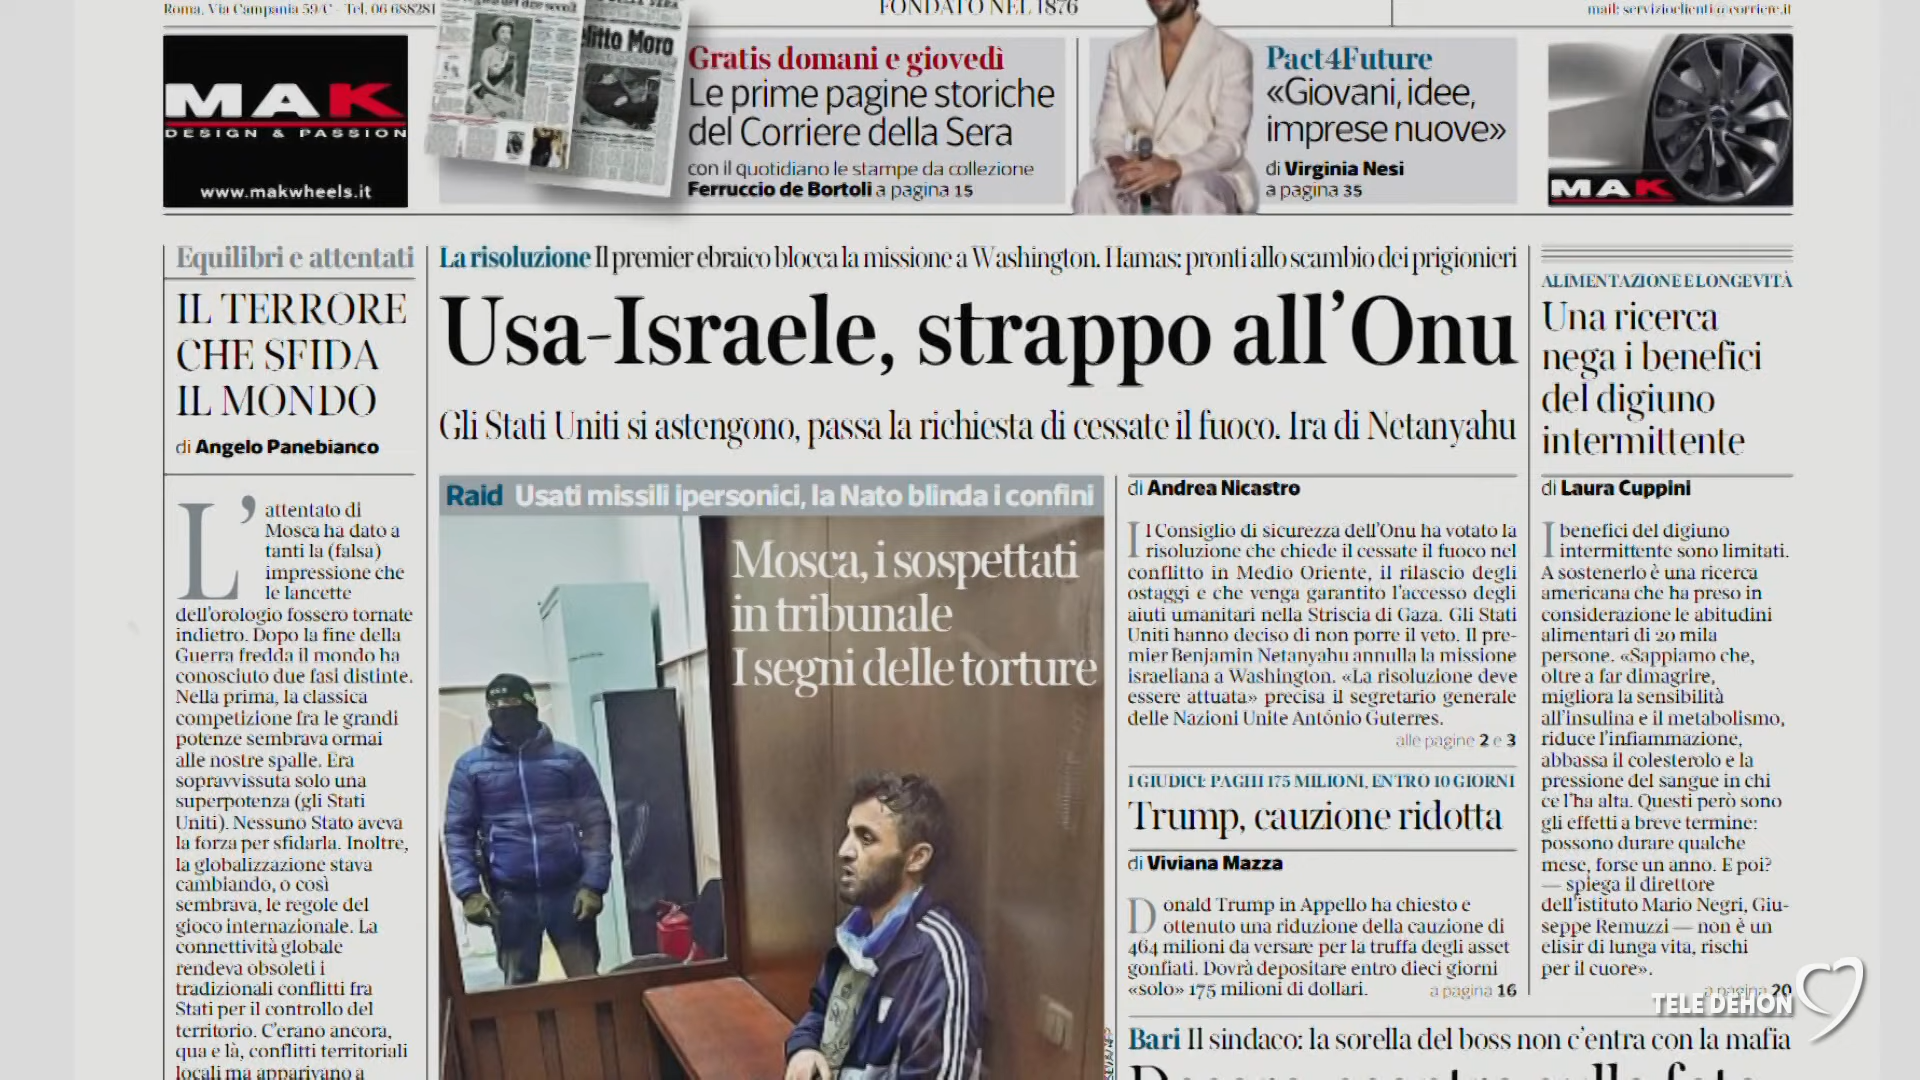 Roma, Via Campania 59/C - Tel. 06 688281
FONDATO NEL 1876
mail: servizioclienti@corriere.it
MAK
DESIGN & PASSION
www.makwheels.it
Gratis domani e giovedì
Le prime pagine storiche
del Corriere della Sera
con il quotidiano le stampe da collezione
Ferruccio de Bortoli a pagina 15
Pact4Future
«Giovani, idee,
imprese nuove»
di Virginia Nesi
a pagina 35
MAK
Equilibri e attentati
IL TERRORE
CHE SFIDA
IL MONDO
di Angelo Panebianco
L'attentato di
Mosca ha dato a
tanti la (falsa)
impressione che
le lancette
dell'orologio fossero tornate
indietro. Dopo la fine della
Guerra fredda il mondo ha
conosciuto due fasi distinte.
Nella prima, la classica
competizione fra le grandi
potenze sembrava ormai
alle nostre spalle. Era
sopravvissuta solo una
superpotenza (gli Stati
Uniti). Nessuno Stato aveva
la forza per sfidarla. Inoltre,
la globalizzazione stava
cambiando, o così
sembrava, le regole del
gioco internazionale. La
connettività globale
rendeva obsoleti i
tradizionali conflitti fra
Stati per il controllo del
territorio. C'erano ancora,
qua e là, conflitti territoriali
locali ma apparivano a
La risoluzione Il premier ebraico blocca la missione a Washington. Hamas: pronti allo scambio dei prigionieri
Usa-Israele, strappo all'Onu
Gli Stati Uniti si astengono, passa la richiesta di cessate il fuoco. Ira di Netanyahu
Raid Usati missili ipersonici, la Nato blinda i confini
Mosca, i sospettati
in tribunale
I segni delle torture
di Andrea Nicastro
Il Consiglio di sicurezza dell'Onu ha votato la
risoluzione che chiede il cessate il fuoco nel
conflitto in Medio Oriente, il rilascio degli
ostaggi e che venga garantito l'accesso degli
aiuti umanitari nella Striscia di Gaza. Gli Stati
Uniti hanno deciso di non porre il veto. Il pre-
mier Benjamin Netanyahu annulla la missione
israeliana a Washington. «La risoluzione deve
essere attuata» precisa il segretario generale
delle Nazioni Unite António Guterres.
alle pagine 2 e 3
I GIUDICI: PAGHI 175 MILIONI, ENTRO 10 GIORNI
Trump, cauzione ridotta
di Viviana Mazza
Donald Trump in Appello ha chiesto e
ottenuto una riduzione della cauzione di
464 milioni da versare per la truffa degli asset
gonfiati. Dovrà depositare entro dieci giorni
«solo» 175 milioni di dollari.
a pagina 16
ALIMENTAZIONE E LONGEVITÀ
Una ricerca
nega i benefici
del digiuno
intermittente
di Laura Cuppini
I benefici del digiuno
intermittente sono limitati.
A sostenerlo è una ricerca
americana che ha preso in
considerazione le abitudini
alimentari di 20 mila
persone. «Sappiamo che,
oltre a far dimagrire,
migliora la sensibilità
all'insulina e il metabolismo,
riduce l'infiammazione,
abbassa il colesterolo e la
pressione del sangue in chi
ce l'ha alta. Questi però sono
gli effetti a breve termine:
possono durare qualche
mese, forse un anno. E poi?
— spiega il direttore
dell'istituto Mario Negri, Giu-
seppe Remuzzi — non è un
elisir di lunga vita, rischi
per il cuore».
a pagina 20
TELE DEHON
Bari Il sindaco: la sorella del boss non c'entra con la mafia